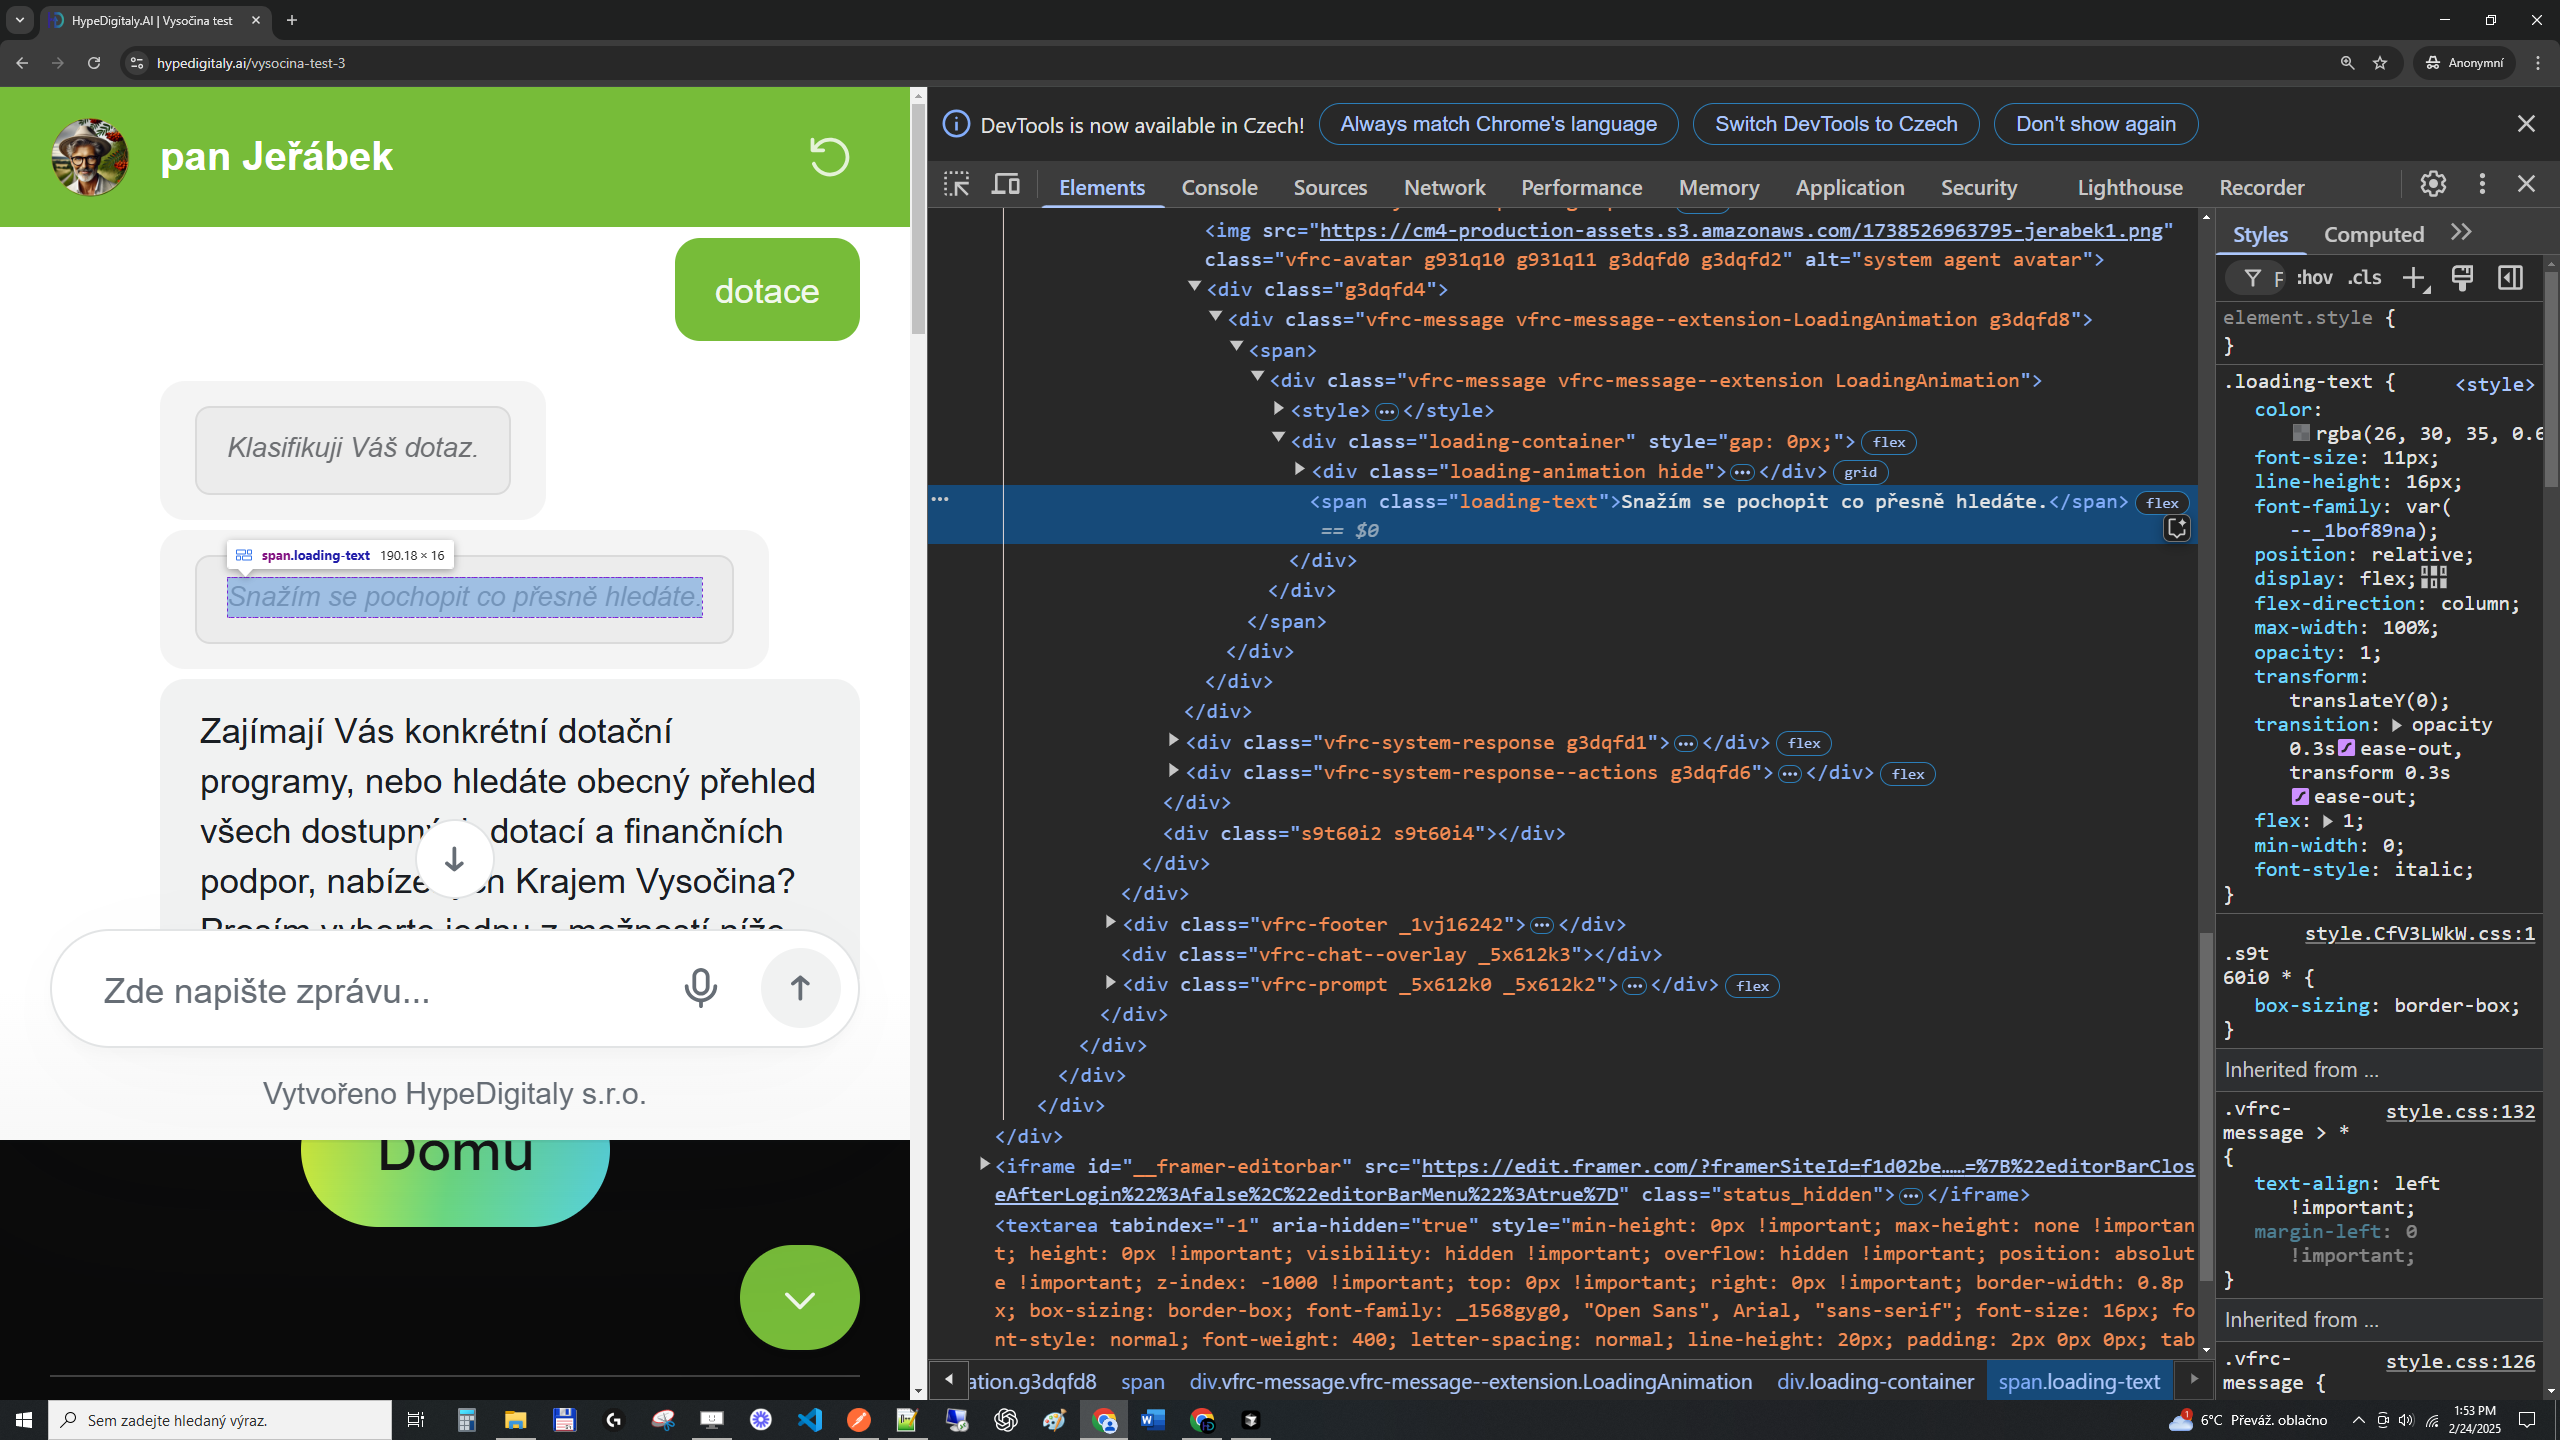 HypeDigitaly.AI | Vysočina test
hypedigitaly.ai/vysocina-test-3
Anonymní
pan Jeřábek
dotace
Klasifikuji Váš dotaz.
span.loading-text 190.18 × 16
Snažím se pochopit co přesně hledáte.
Zajímají Vás konkrétní dotační
programy, nebo hledáte obecný přehled
všech dotací a finančních
podpor, Krajem Vysočina?
Zde napište zprávu...
Vytvořeno HypeDigitaly s.r.o.
Domů
DevTools is now available in Czech!
Always match Chrome's language
Switch DevTools to Czech
Don't show again
Elements Console Sources Network Performance Memory Application Security Lighthouse Recorder
<img src="https://cm4-production-assets.s3.amazonaws.com/1738526963795-jerabek1.png"
class="vfrc-avatar g931q10 g931q11 g3dqfd0 g3dqfd2" alt="system agent avatar">
<div class="g3dqfd4">
<div class="vfrc-message vfrc-message--extension-LoadingAnimation g3dqfd8">
<span>
<div class="vfrc-message vfrc-message--extension LoadingAnimation">
<style>…</style>
<div class="loading-container" style="gap: 0px;"> flex
<div class="loading-animation hide">…</div> grid
<span class="loading-text">Snažím se pochopit co přesně hledáte.</span> flex
== $0
</div>
</div>
</span>
</div>
</div>
</div>
<div class="vfrc-system-response g3dqfd1">…</div> flex
<div class="vfrc-system-response--actions g3dqfd6">…</div> flex
</div>
<div class="s9t60i2 s9t60i4"></div>
</div>
</div>
<div class="vfrc-footer _1vj16242">…</div>
<div class="vfrc-chat--overlay _5x612k3"></div>
<div class="vfrc-prompt _5x612k0 _5x612k2">…</div> flex
</div>
</div>
</div>
</div>
</div>
<iframe id="__framer-editorbar" src="https://edit.framer.com/?framerSiteId=f1d02be……=%7B%22editorBarClos
eAfterLogin%22%3Afalse%2C%22editorBarMenu%22%3Atrue%7D" class="status_hidden">…</iframe>
<textarea tabindex="-1" aria-hidden="true" style="min-height: 0px !important; max-height: none !importan
t; height: 0px !important; visibility: hidden !important; overflow: hidden !important; position: absolut
e !important; z-index: -1000 !important; top: 0px !important; right: 0px !important; border-width: 0.8p
x; box-sizing: border-box; font-family: _1568gyg0, "Open Sans", Arial, "sans-serif"; font-size: 16px; fo
nt-style: normal; font-weight: 400; letter-spacing: normal; line-height: 20px; padding: 2px 0px 0px; tab
ation.g3dqfd8 span div.vfrc-message.vfrc-message--extension.LoadingAnimation div.loading-container span.loading-text
Styles Computed
F :hov .cls
element.style {
}
.loading-text { <style>
color:
rgba(26, 30, 35, 0.6
font-size: 11px;
line-height: 16px;
font-family: var(
--_1bof89na);
position: relative;
display: flex;
flex-direction: column;
max-width: 100%;
opacity: 1;
transform:
translateY(0);
transition: opacity
0.3s ease-out,
transform 0.3s
ease-out;
flex: 1;
min-width: 0;
font-style: italic;
}
style.CfV3LWkW.css:1
.s9t
60i0 * {
box-sizing: border-box;
}
Inherited from ...
.vfrc- style.css:132
message > *
{
text-align: left
!important;
margin-left: 0
!important;
}
Inherited from ...
.vfrc- style.css:126
message {
Sem zadejte hledaný výraz.
1
6°C Převáž. oblačno
1:53 PM
2/24/2025